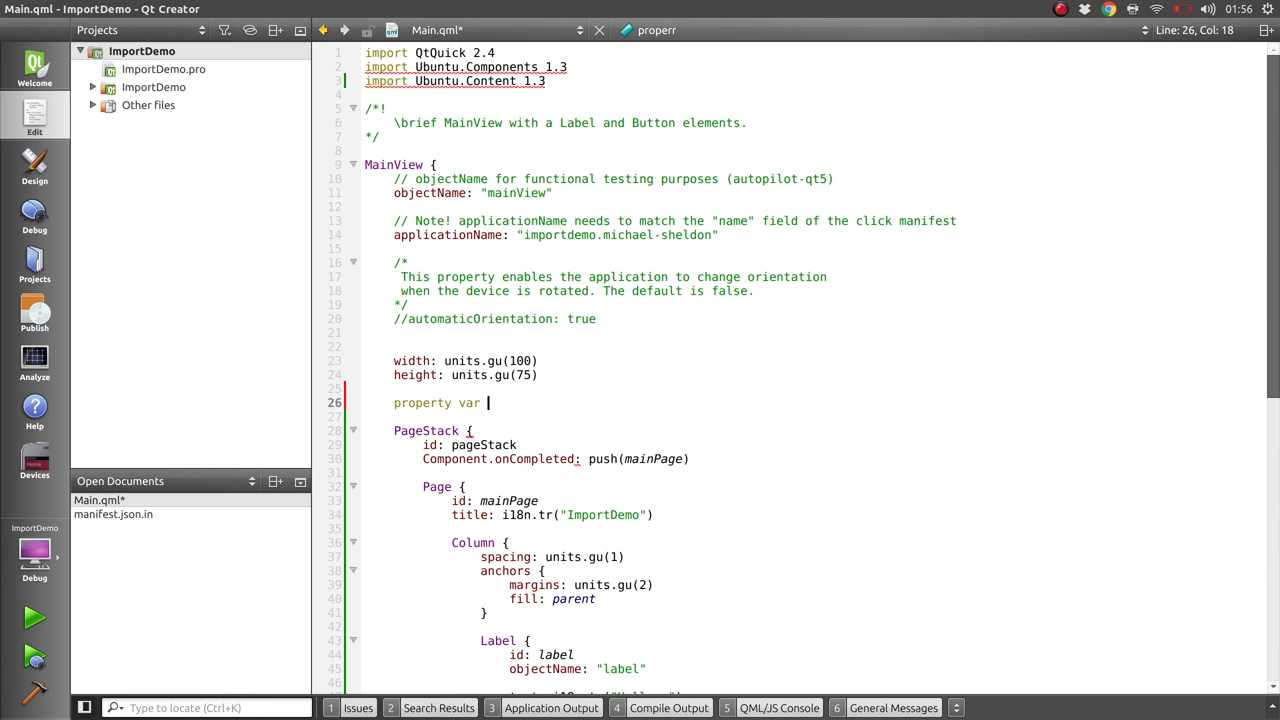 Main.qml* - ImportDemo - Qt Creator
01:56
Projects
Main.qml*
properr
Line: 26, Col: 18
Welcome
Edit
Design
Debug
Projects
Publish
Analyze
Help
Devices
ImportDemo
Debug
ImportDemo
ImportDemo.pro
ImportDemo
Other files
Open Documents
Main.qml*
manifest.json.in
1 import QtQuick 2.4
2 import Ubuntu.Components 1.3
3 import Ubuntu.Content 1.3
4
5 /*!
6 \brief MainView with a Label and Button elements.
7 */
8
9 MainView {
10 // objectName for functional testing purposes (autopilot-qt5)
11 objectName: "mainView"
12
13 // Note! applicationName needs to match the "name" field of the click manifest
14 applicationName: "importdemo.michael-sheldon"
15
16 /*
17 This property enables the application to change orientation
18 when the device is rotated. The default is false.
19 */
20 //automaticOrientation: true
21
22
23 width: units.gu(100)
24 height: units.gu(75)
25
26 property var
27
28 PageStack {
29 id: pageStack
30 Component.onCompleted: push(mainPage)
31
32 Page {
33 id: mainPage
34 title: i18n.tr("ImportDemo")
35
36 Column {
37 spacing: units.gu(1)
38 anchors {
39 margins: units.gu(2)
40 fill: parent
41 }
42
43 Label {
44 id: label
45 objectName: "label"
Type to locate (Ctrl+K)
1 Issues
2 Search Results
3 Application Output
4 Compile Output
5 QML/JS Console
6 General Messages